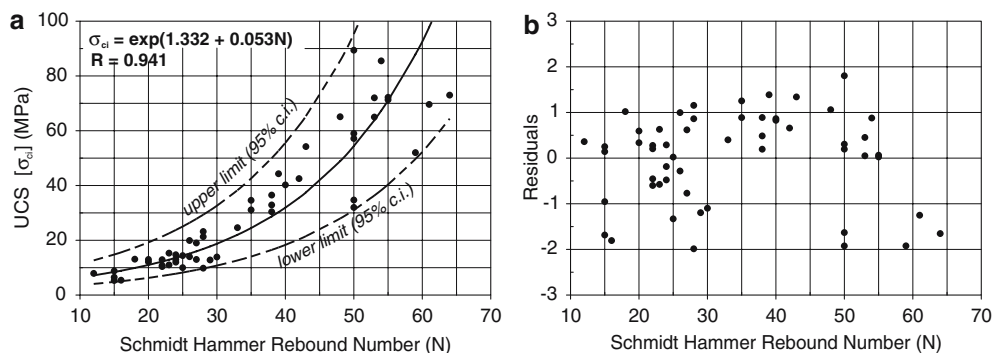 a
σci = exp(1.332 + 0.053N)
R = 0.941
UCS [σci] (MPa)
100
80
60
40
20
0
upper limit (95% c.i.)
lower limit (95% c.i.)
10 20 30 40 50 60 70
Schmidt Hammer Rebound Number (N)
b
Residuals
3
2
1
0
-1
-2
-3
10 20 30 40 50 60 70
Schmidt Hammer Rebound Number (N)